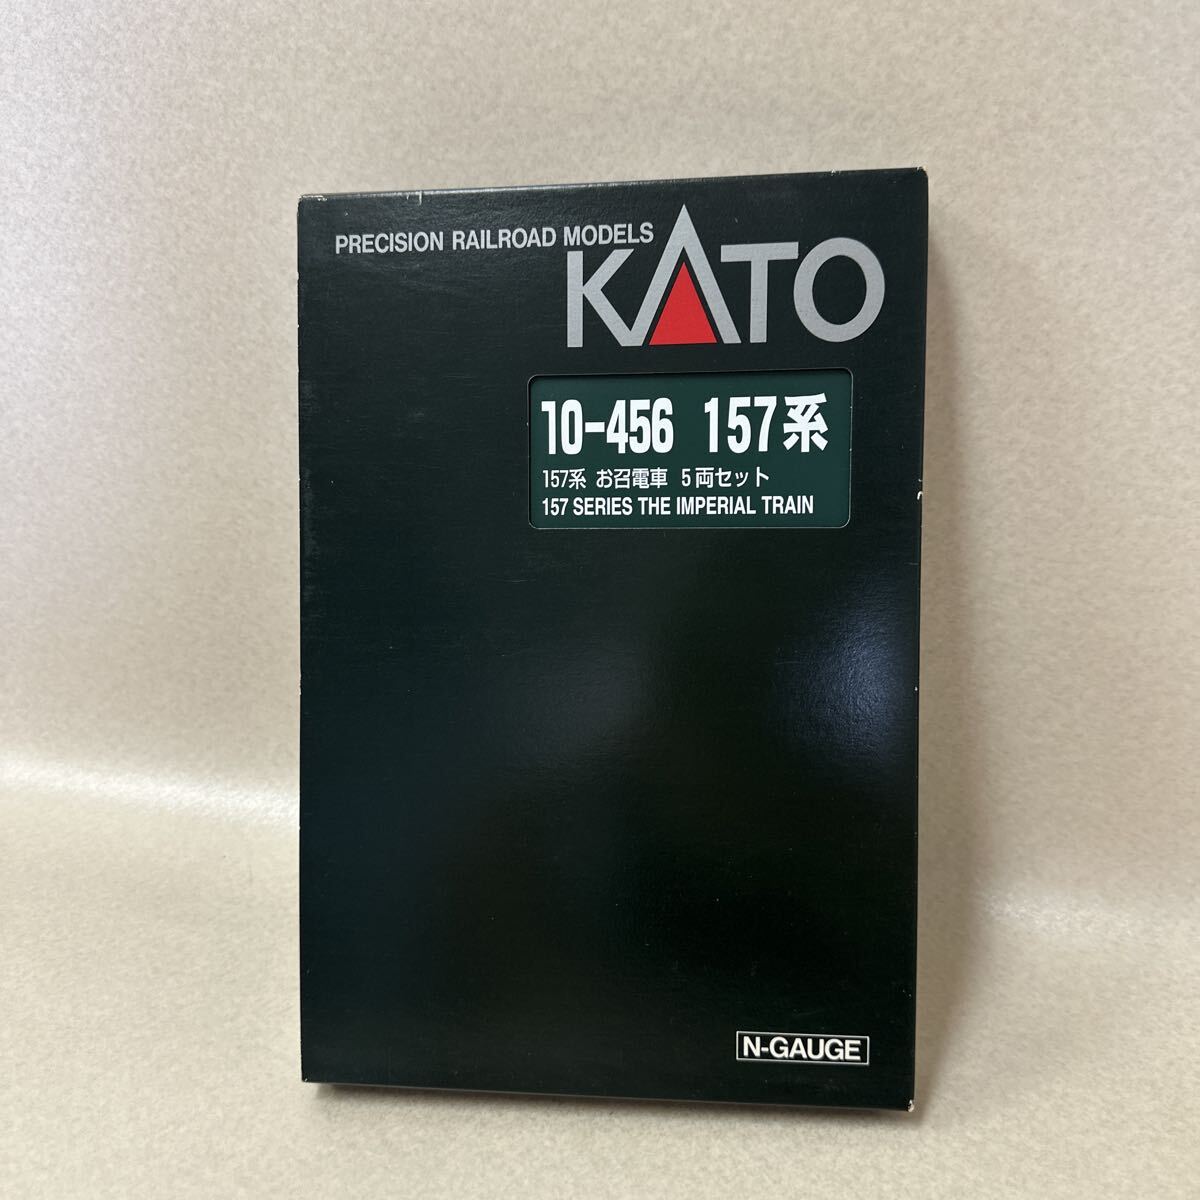 PRECISION RAILROAD MODELS
KATO
10-456 157系
157系 お召電車 5両セット
157 SERIES THE IMPERIAL TRAIN
N-GAUGE